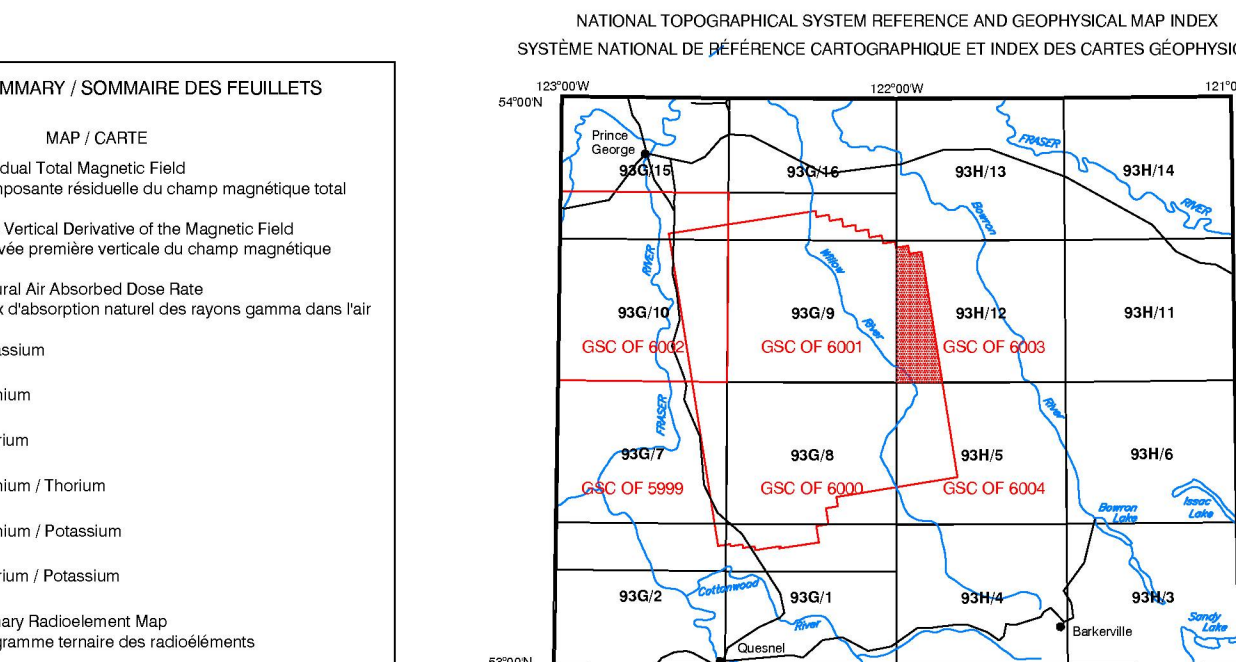 NATIONAL TOPOGRAPHICAL SYSTEM REFERENCE AND GEOPHYSICAL MAP INDEX
SYSTÈME NATIONAL DE RÉFÉRENCE CARTOGRAPHIQUE ET INDEX DES CARTES
MMARY / SOMMAIRE DES FEUILLETS
MAP / CARTE
dual Total Magnetic Field
mposante résiduelle du champ magnétique total
Vertical Derivative of the Magnetic Field
vée première verticale du champ magnétique
ural Air Absorbed Dose Rate
x d'absorption naturel des rayons gamma dans l'air
assium
nium
rium
nium / Thorium
nium / Potassium
rium / Potassium
nary Radioelement Map
gramme ternaire des radioéléments
123°00'W
122°00'W
54°00'N
Prince
George
FRASER
93G/15
93G/16
93H/13
93H/14
RIVER
Bowron
RIVER
Willow
93G/10
93G/9
93H/12
93H/11
River
GSC OF 6002
GSC OF 6001
GSC OF 6003
FRASER
River
93G/7
93G/8
93H/5
93H/6
GSC OF 5999
GSC OF 6000
GSC OF 6004
Issac
Lake
Bowron
Lake
Cottonwood
93G/2
93G/1
93H/4
93H/3
River
Sandy
Lake
Barkerville
Quesnel
53°00'N